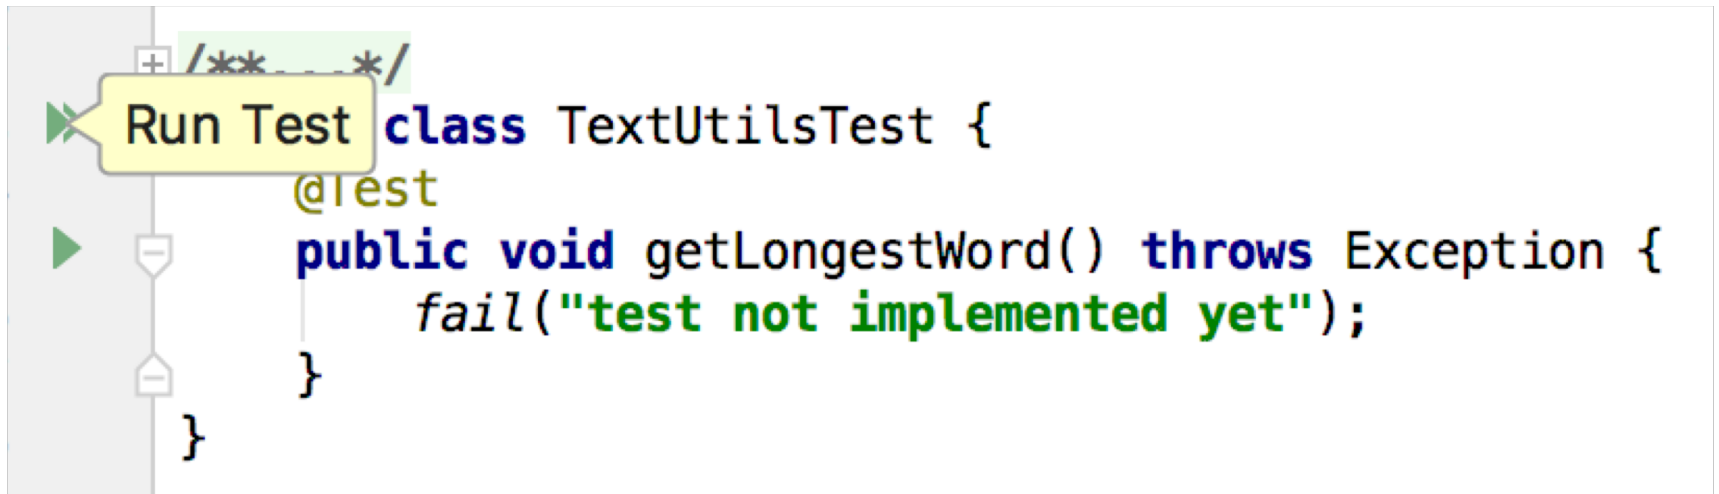 /**...*/
Run Test class TextUtilsTest {
@Test
public void getLongestWord() throws Exception {
fail("test not implemented yet");
}
}